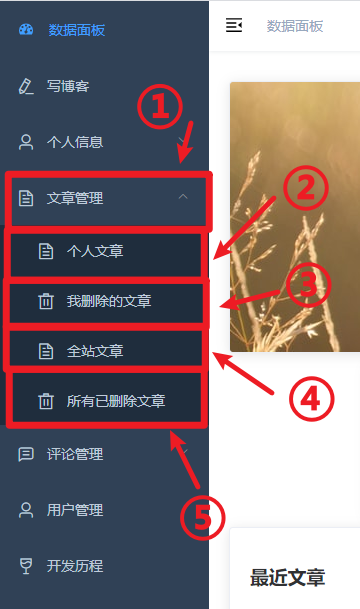 数据面板
数据面板
写博客
①
个人信息
文章管理
②
个人文章
③
我删除的文章
全站文章
④
所有已删除文章
评论管理
⑤
用户管理
开发历程
最近文章